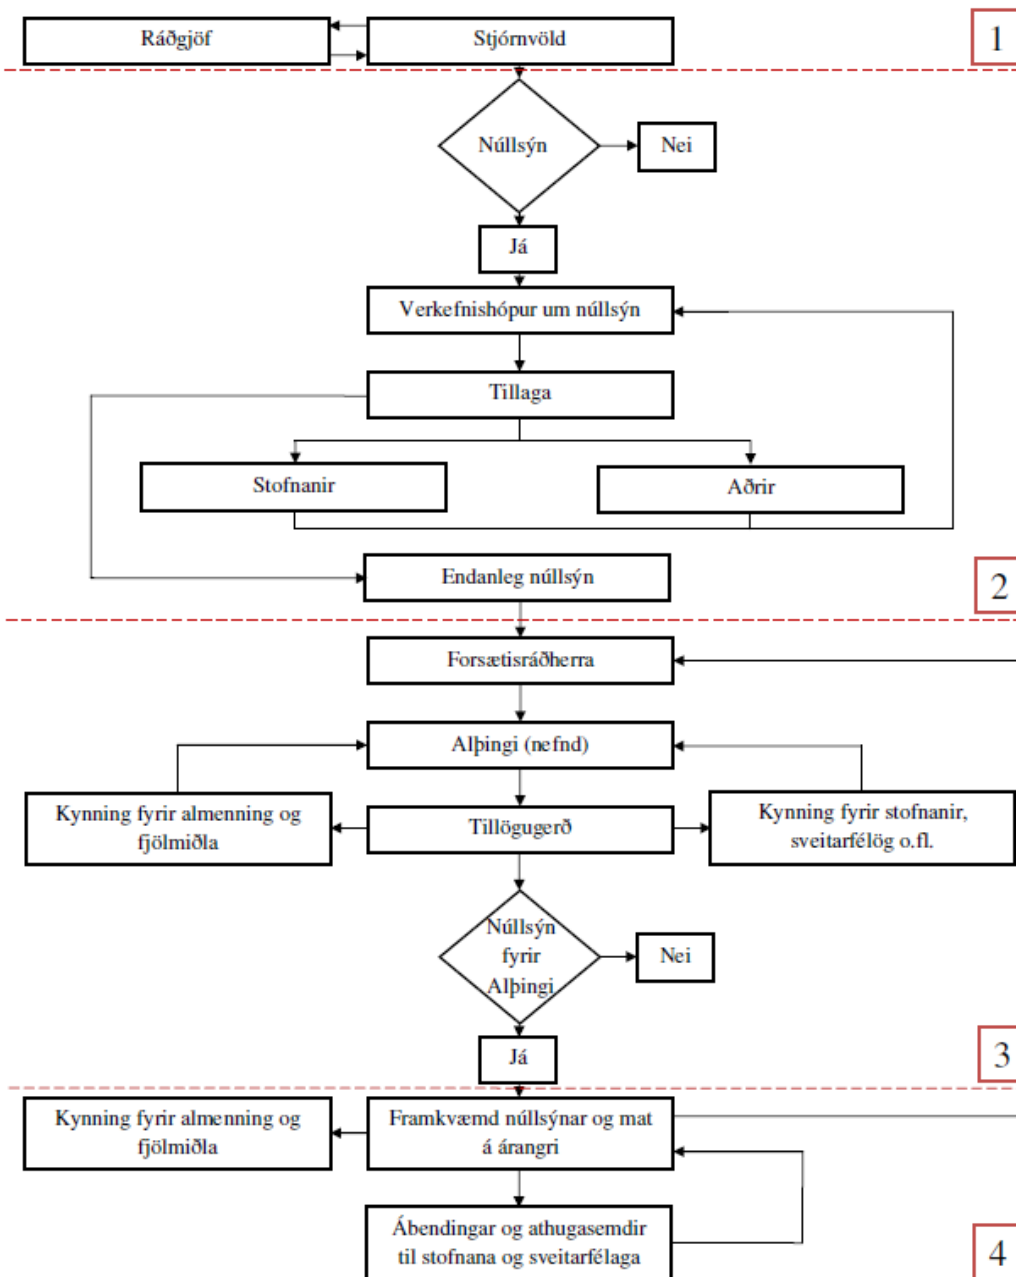 Ráðgjöf
Stjórnvöld
1
Núllsýn
Nei
Já
Verkefnishópur um núllsýn
Tillaga
Stofnanir
Aðrir
Endanleg núllsýn
2
Forsætisráðherra
Alþingi (nefnd)
Kynning fyrir almenning og
fjölmiðla
Tillögugerð
Kynning fyrir stofnanir,
sveitarfélög o.fl.
Núllsýn
fyrir
Alþingi
Nei
Já
3
Kynning fyrir almenning og
fjölmiðla
Framkvæmd núllsýnar og mat
á árangri
Ábendingar og athugasemdir
til stofnana og sveitarfélaga
4